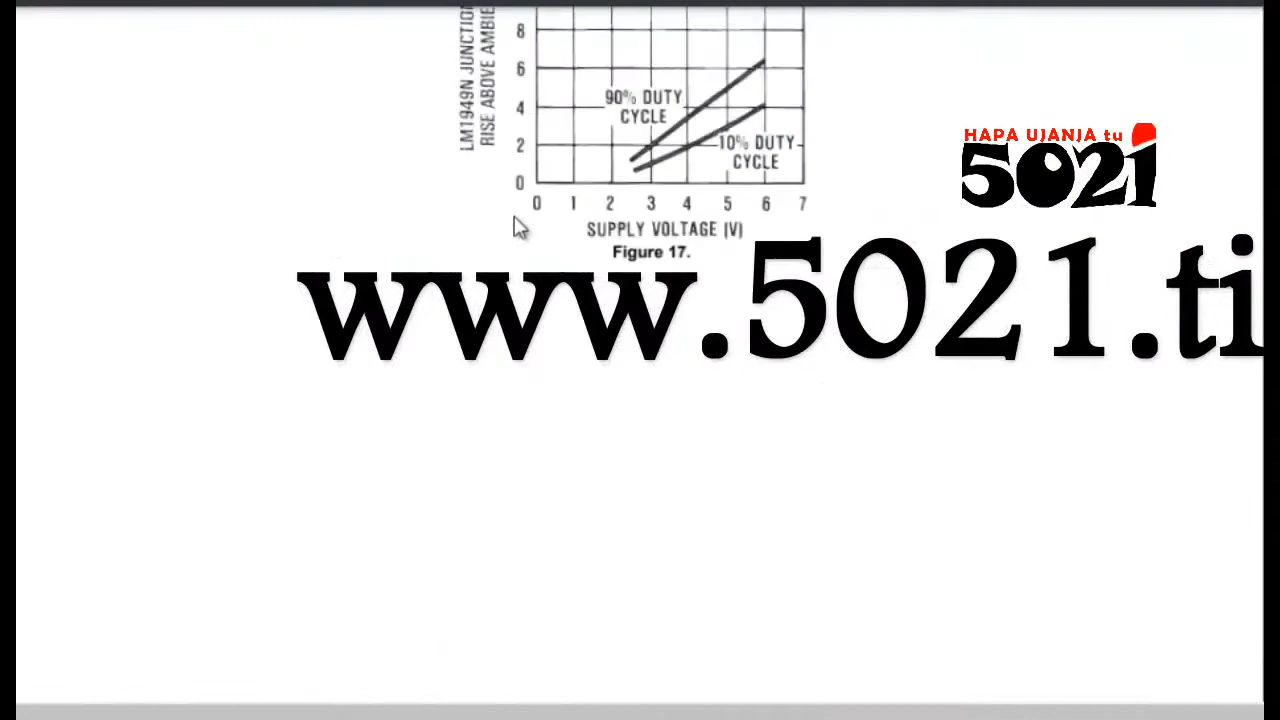 LM1949N JUNCTION
RISE ABOVE AMBIE
8
6
4
2
0
90% DUTY
CYCLE
10% DUTY
CYCLE
0 1 2 3 4 5 6 7
SUPPLY VOLTAGE (V)
Figure 17.
HAPA UJANJA tu
5021
www.5021.ti